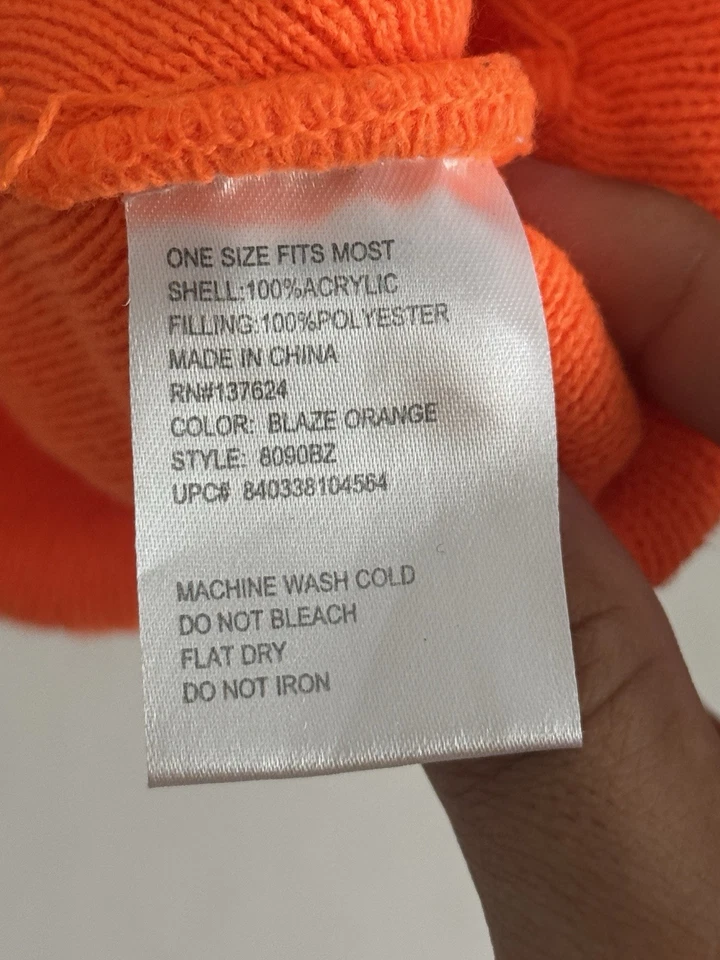 ONE SIZE FITS MOST
SHELL:100%ACRYLIC
FILLING:100%POLYESTER
MADE IN CHINA
RN#137624
COLOR: BLAZE ORANGE
STYLE: 8090BZ
UPC# 840338104564
MACHINE WASH COLD
DO NOT BLEACH
FLAT DRY
DO NOT IRON